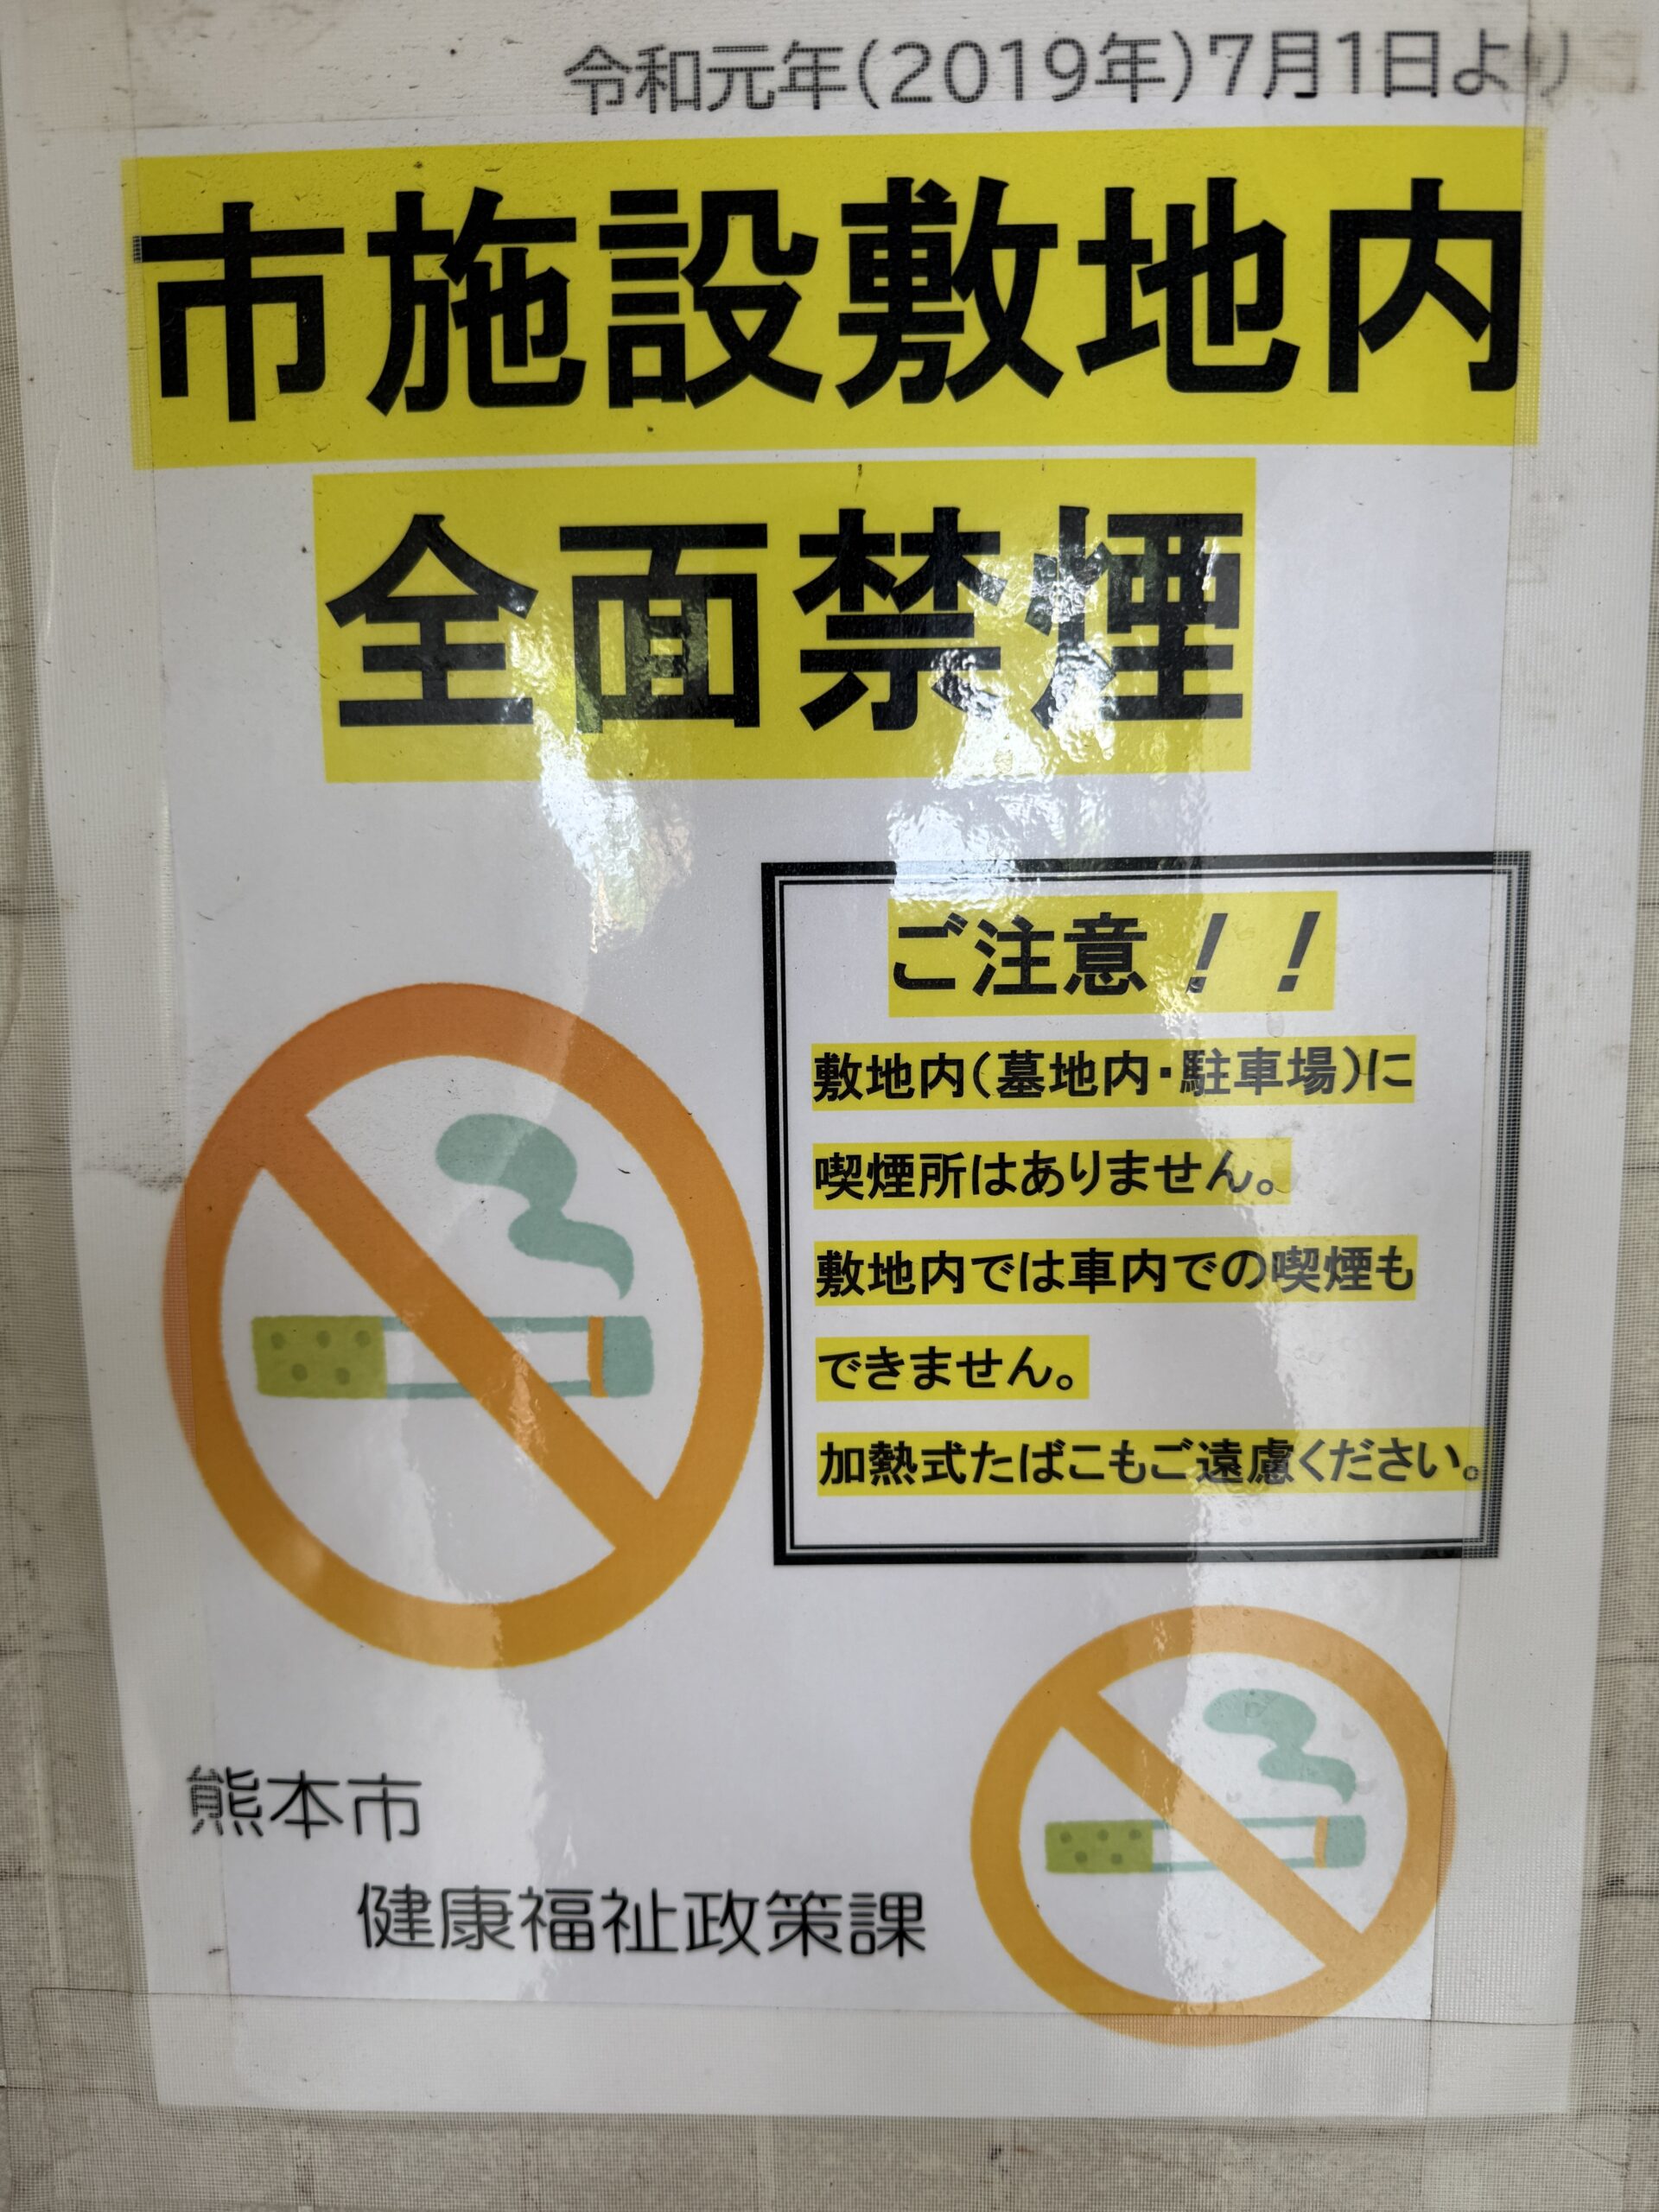 令和元年(2019年)7月1日より
市施設敷地内
全面禁煙
ご注意！！
敷地内(墓地内・駐車場)に
喫煙所はありません。
敷地内では車内での喫煙も
できません。
加熱式たばこもご遠慮ください。
熊本市
健康福祉政策課